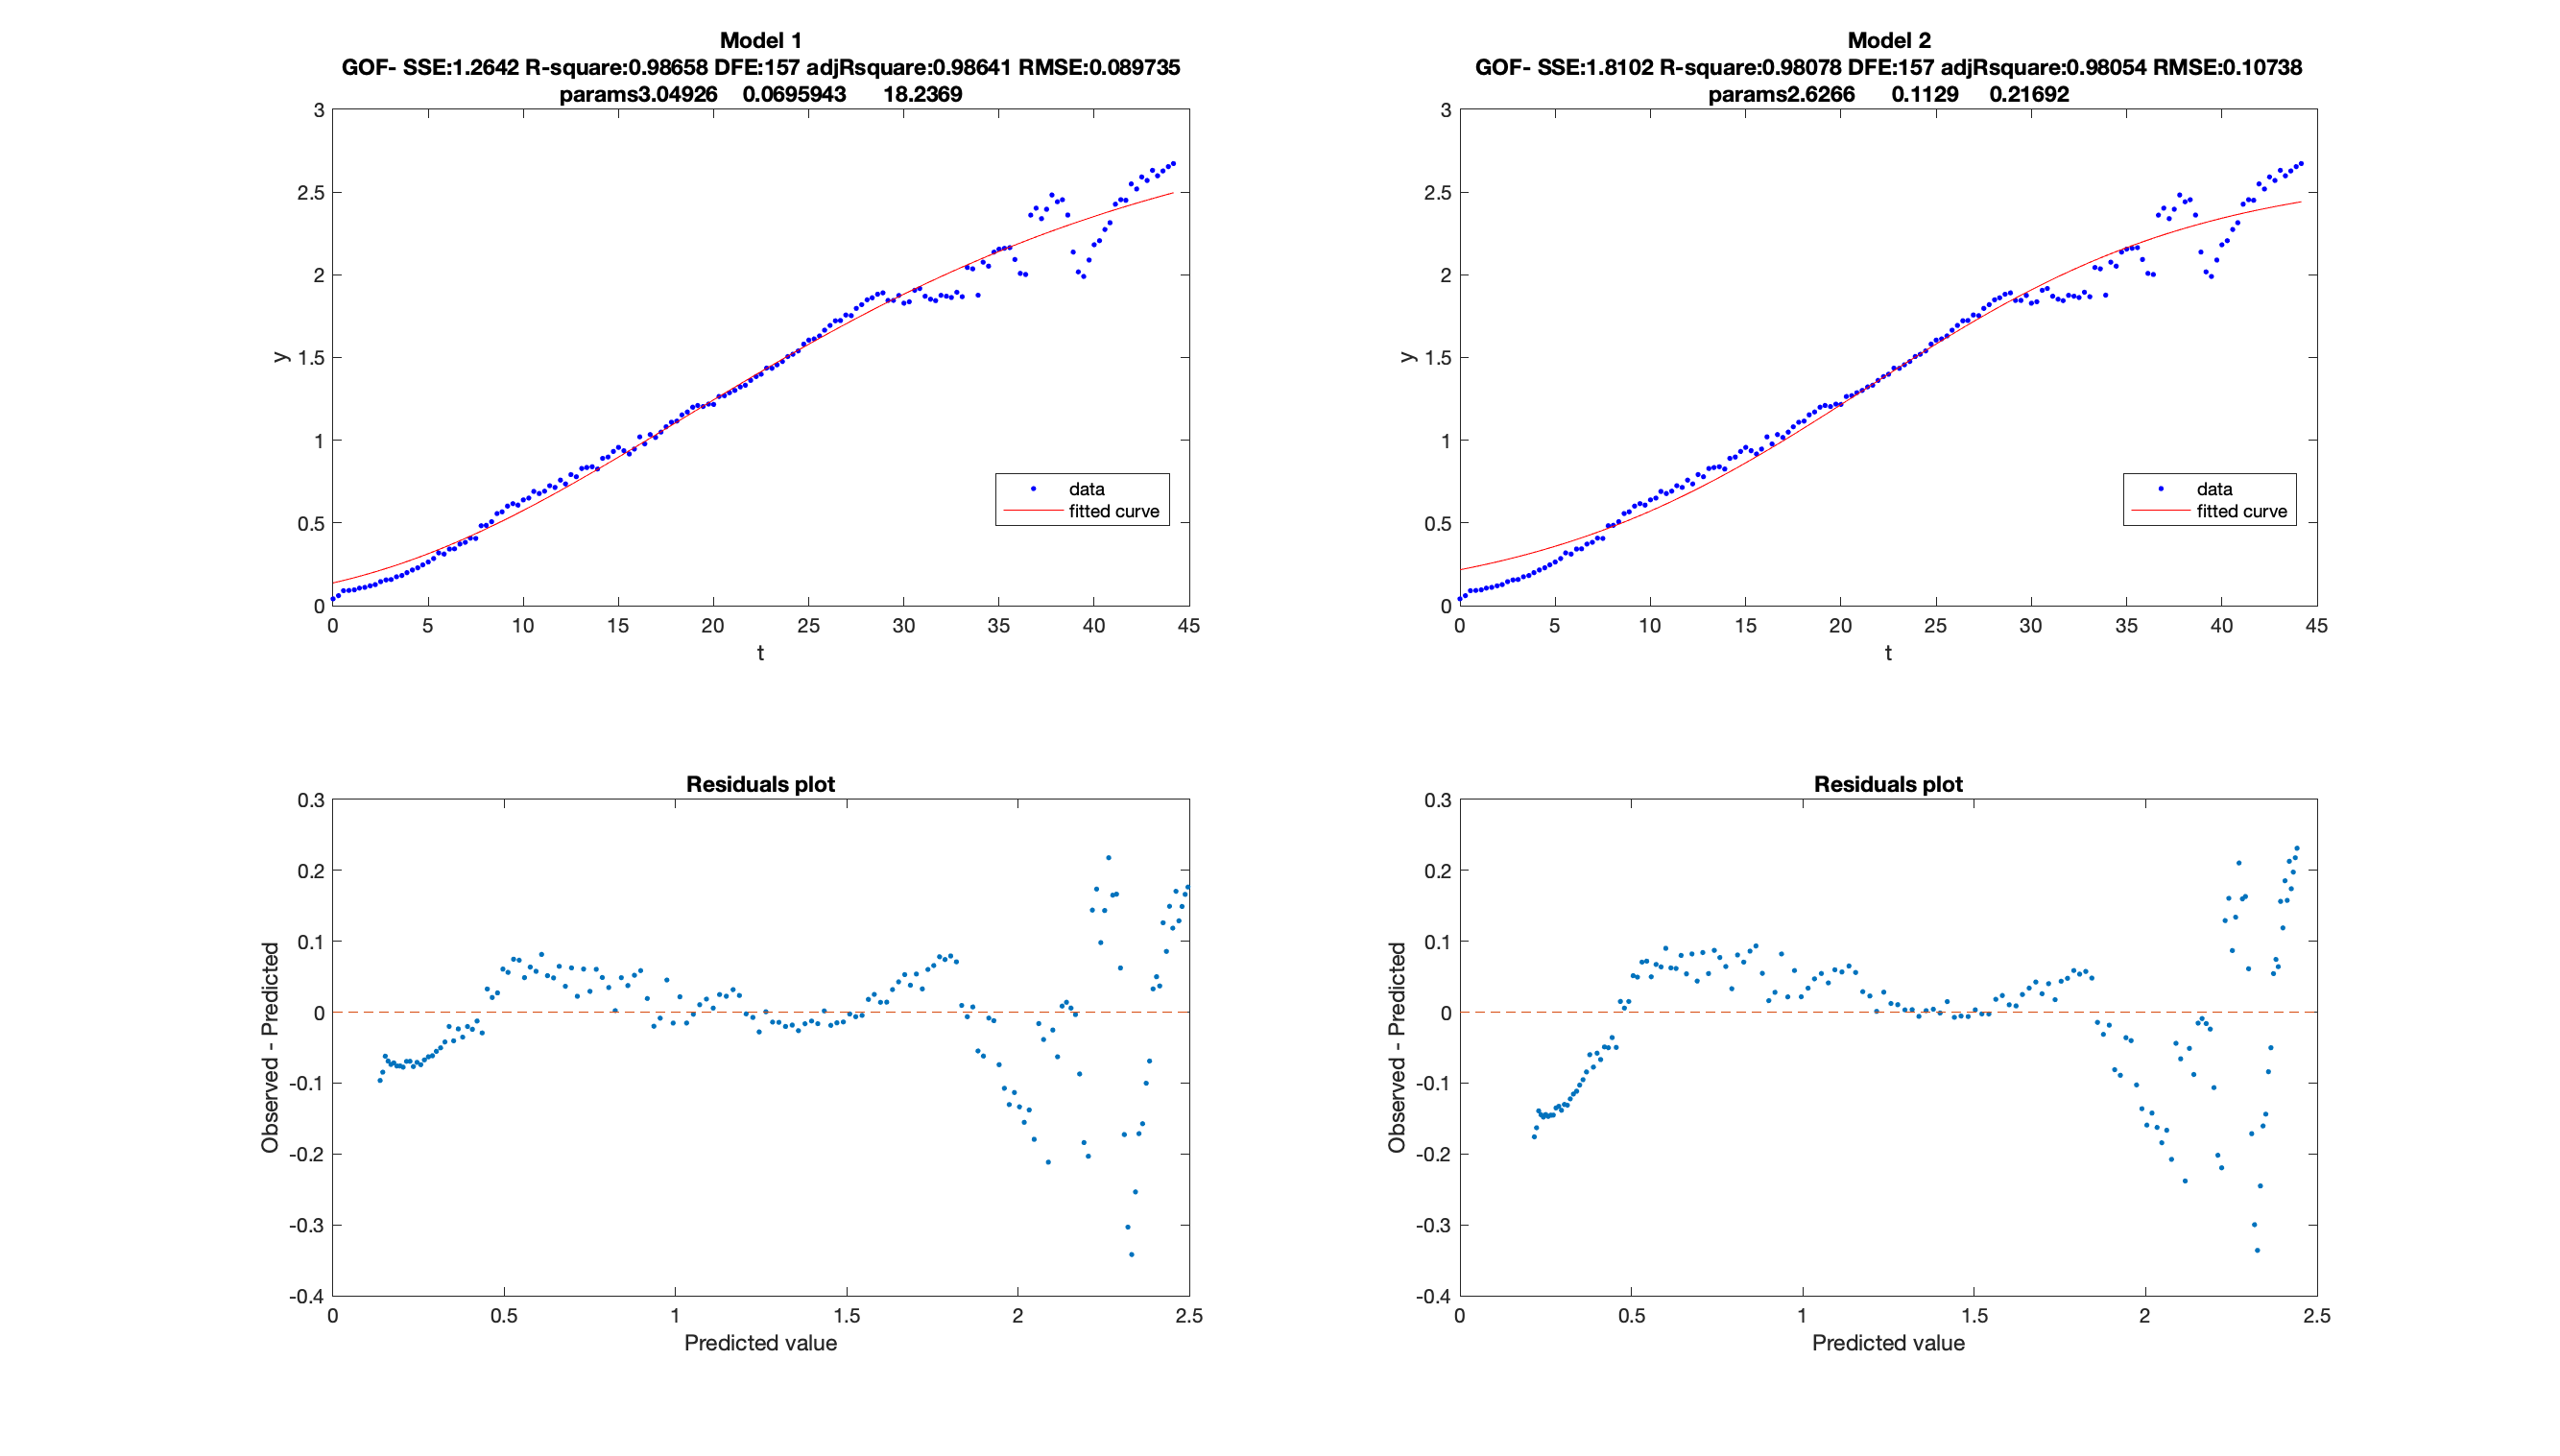 Model 1
GOF- SSE:1.2642 R-square:0.98658 DFE:157 adjRsquare:0.98641 RMSE:0.089735
params3.04926 0.0695943 18.2369
3
2.5
2
1.5
1
0.5
0
y
0 5 10 15 20 25 30 35 40 45
t
data
fitted curve
Model 2
GOF- SSE:1.8102 R-square:0.98078 DFE:157 adjRsquare:0.98054 RMSE:0.10738
params2.6266 0.1129 0.21692
3
2.5
2
1.5
1
0.5
0
y
0 5 10 15 20 25 30 35 40 45
t
data
fitted curve
Residuals plot
0.3
0.2
0.1
0
-0.1
-0.2
-0.3
-0.4
Observed - Predicted
0 0.5 1 1.5 2 2.5
Predicted value
Residuals plot
0.3
0.2
0.1
0
-0.1
-0.2
-0.3
-0.4
Observed - Predicted
0 0.5 1 1.5 2 2.5
Predicted value